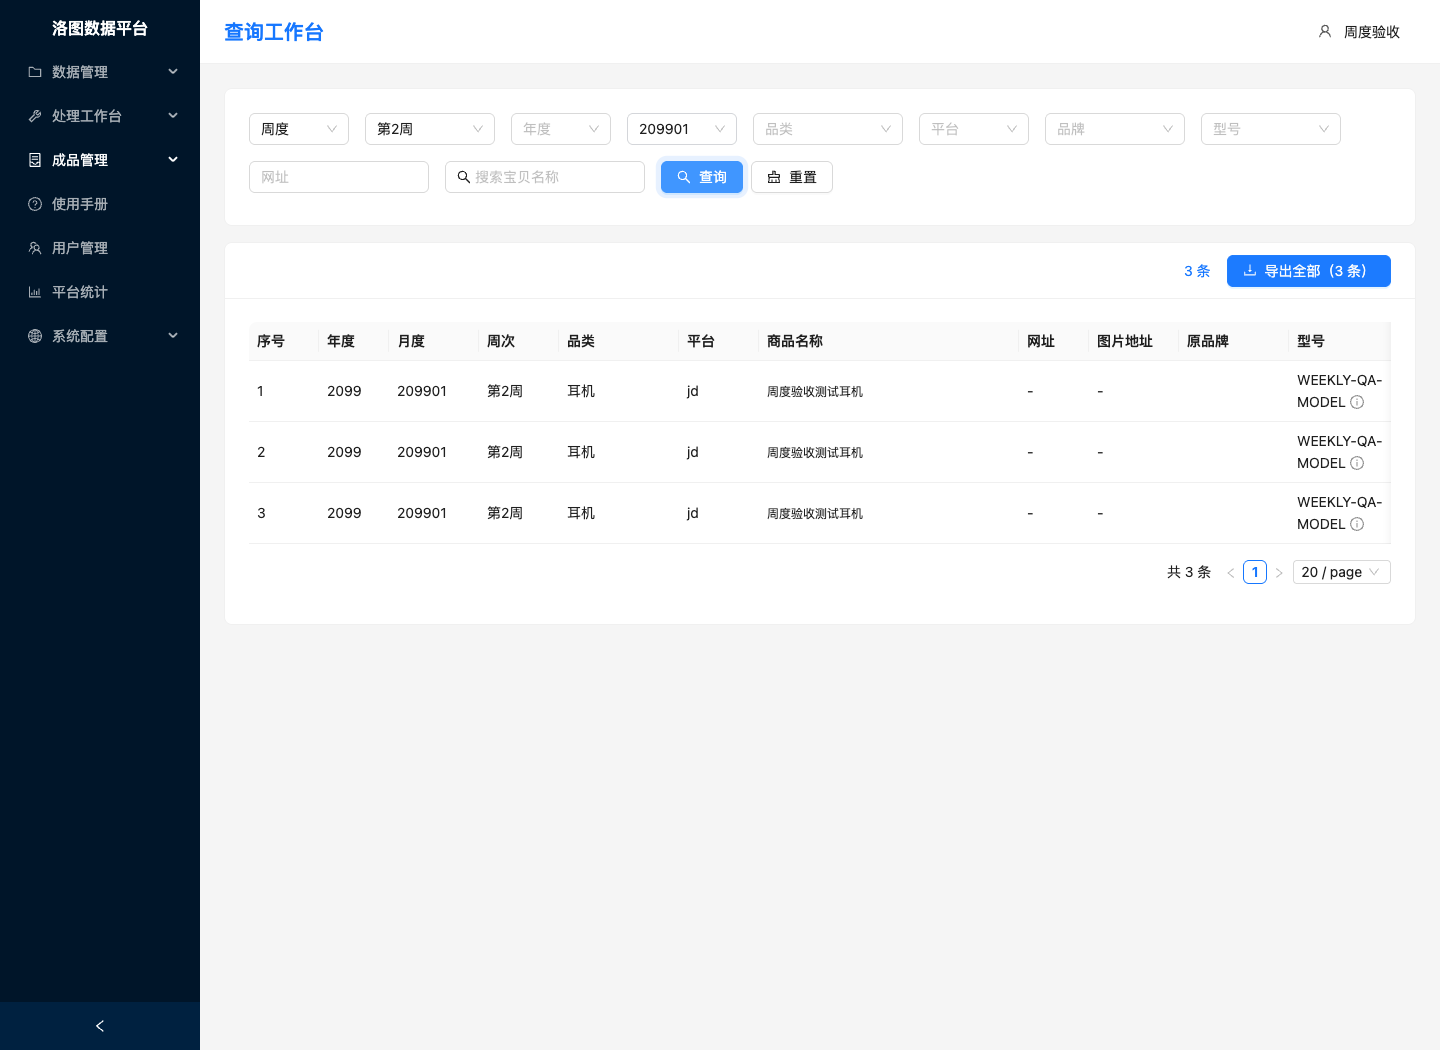 洛图数据平台
数据管理
处理工作台
成品管理
使用手册
用户管理
平台统计
系统配置
查询工作台
周度验收
周度 第2周 年度 209901 品类 平台 品牌 型号
网址 搜索宝贝名称 查询 重置
3 条 导出全部（3 条）
序号 年度 月度 周次 品类 平台 商品名称 网址 图片地址 原品牌 型号
1 2099 209901 第2周 耳机 jd 周度验收测试耳机 - - WEEKLY-QA-
MODEL
2 2099 209901 第2周 耳机 jd 周度验收测试耳机 - - WEEKLY-QA-
MODEL
3 2099 209901 第2周 耳机 jd 周度验收测试耳机 - - WEEKLY-QA-
MODEL
共 3 条 1 20 / page